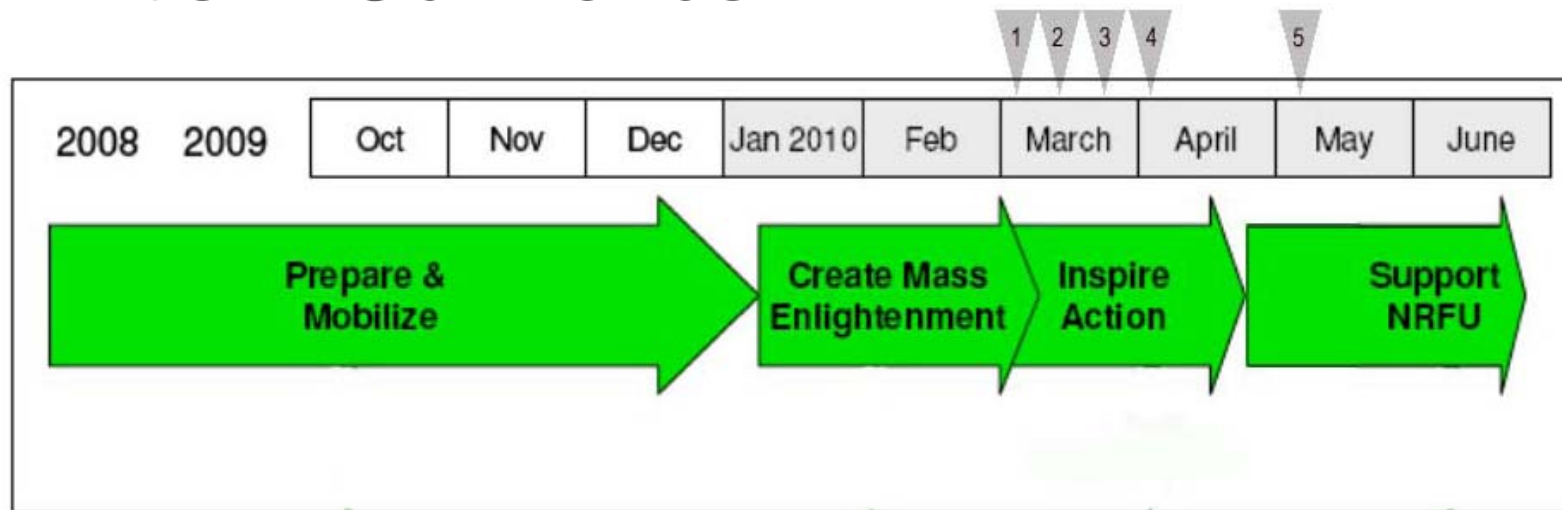 1 2 3 4 5
2008 2009 Oct Nov Dec Jan 2010 Feb March April May June
Prepare &
Mobilize
Create Mass
Enlightenment
Inspire
Action
Support
NRFU